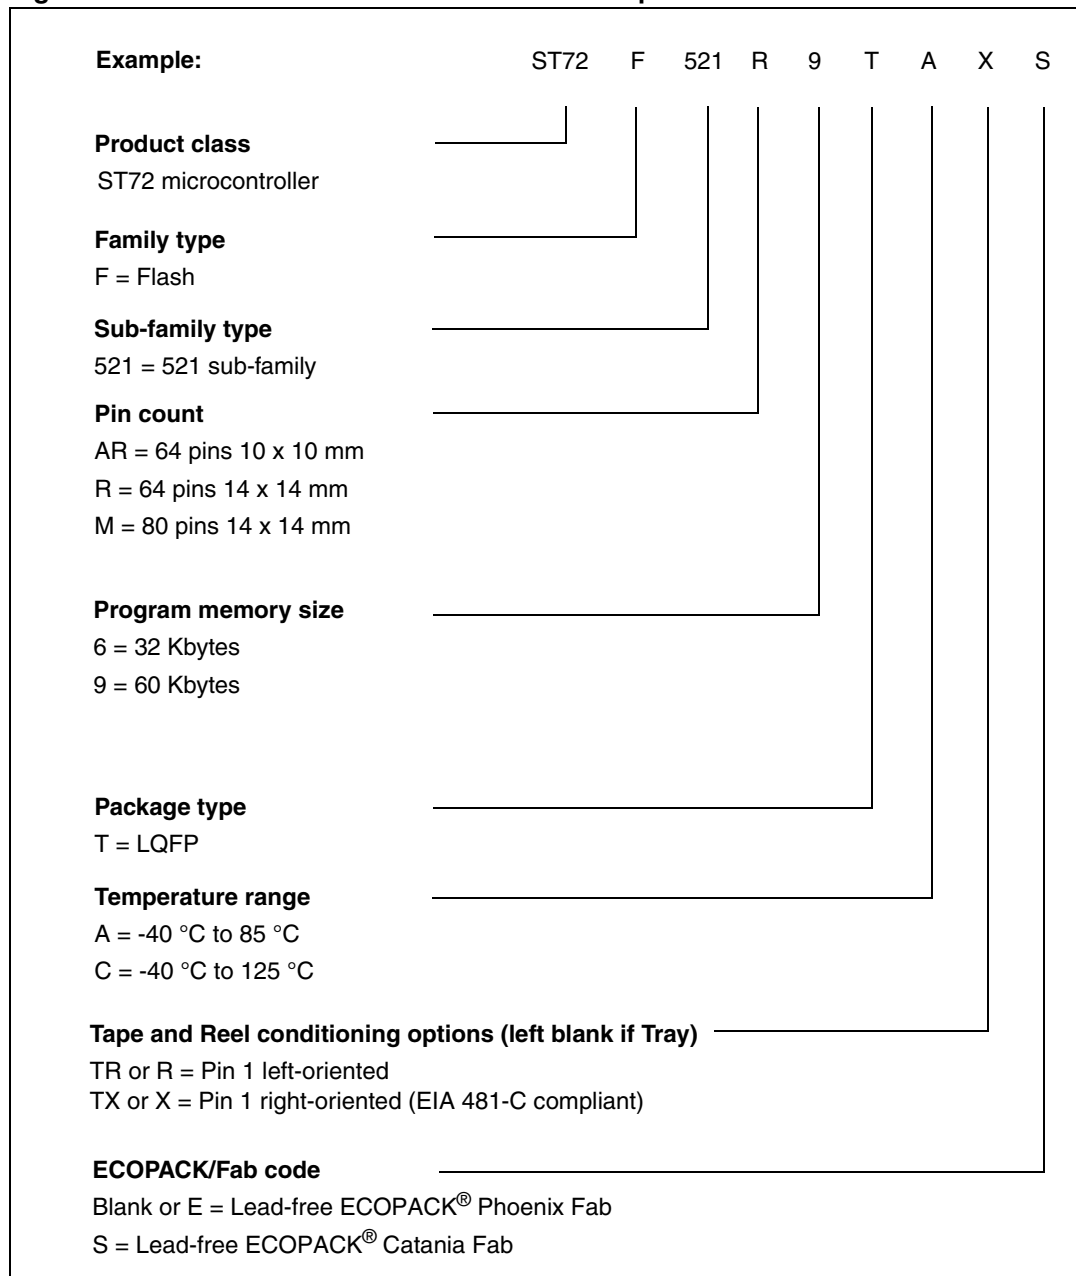 Example: ST72 F 521 R 9 T A X S
Product class
ST72 microcontroller
Family type
F = Flash
Sub-family type
521 = 521 sub-family
Pin count
AR = 64 pins 10 x 10 mm
R = 64 pins 14 x 14 mm
M = 80 pins 14 x 14 mm
Program memory size
6 = 32 Kbytes
9 = 60 Kbytes
Package type
T = LQFP
Temperature range
A = -40 °C to 85 °C
C = -40 °C to 125 °C
Tape and Reel conditioning options (left blank if Tray)
TR or R = Pin 1 left-oriented
TX or X = Pin 1 right-oriented (EIA 481-C compliant)
ECOPACK/Fab code
Blank or E = Lead-free ECOPACK® Phoenix Fab
S = Lead-free ECOPACK® Catania Fab